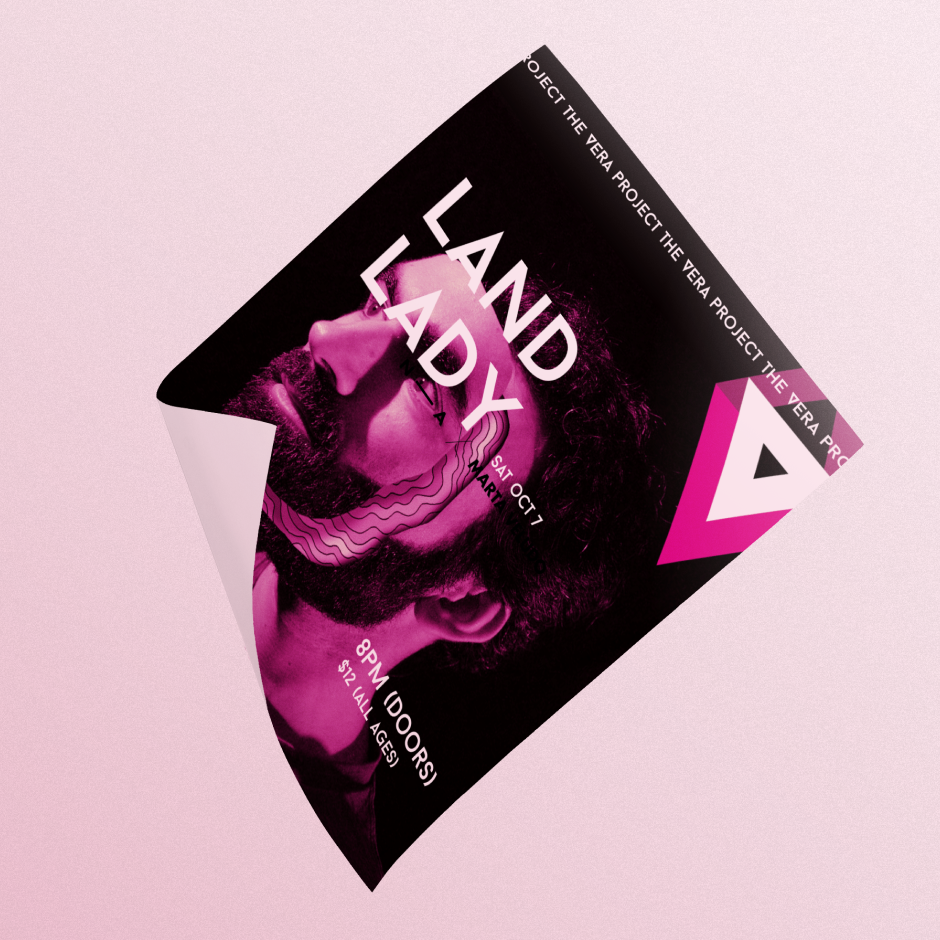 ROJECT THE VERA PROJECT THE VERA PROJECT THE VERA PRO
LAND
LADY
SAT OCT 7
8PM (DOORS)
$12 (ALL AGES)